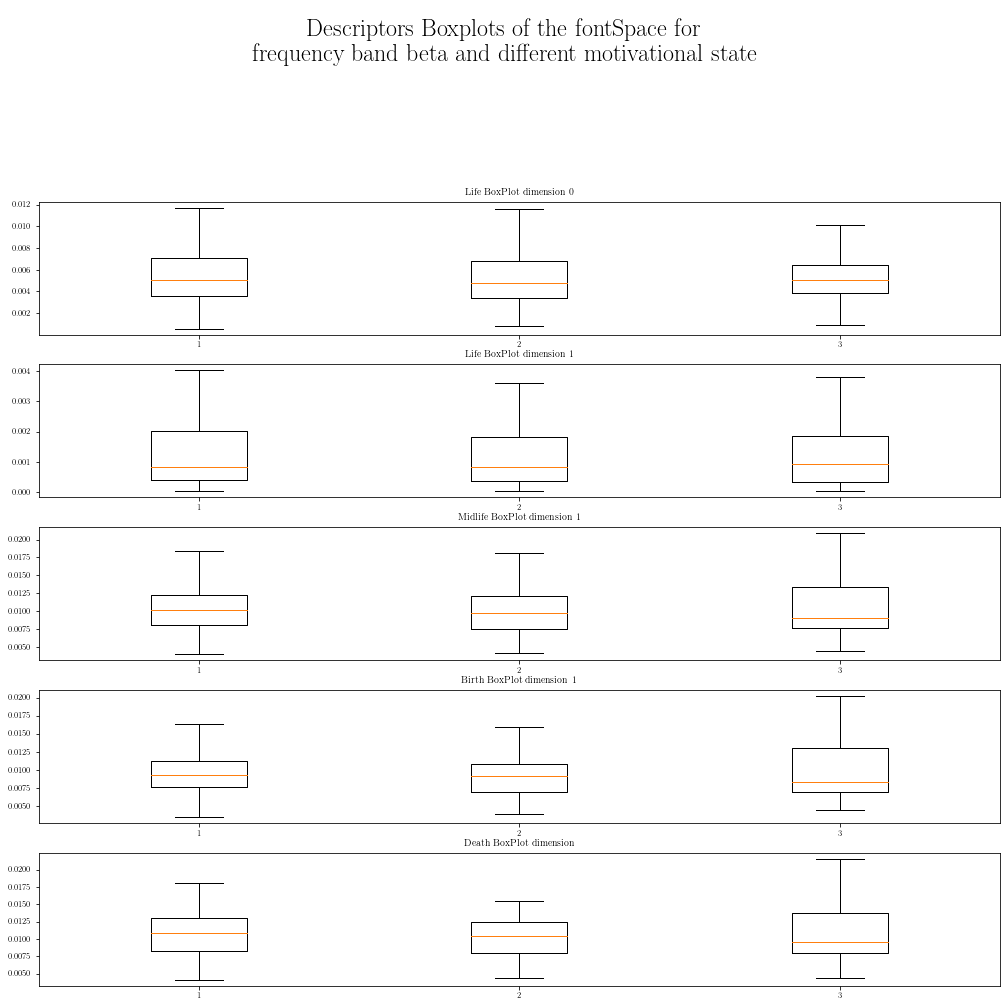 Descriptors Boxplots of the fontSpace for
frequency band beta and different motivational state
Life BoxPlot dimension 0
0.012
0.010
0.008
0.006
0.004
0.002
1 2 3
Life BoxPlot dimension 1
0.004
0.003
0.002
0.001
0.000
1 2 3
Midlife BoxPlot dimension 1
0.0200
0.0175
0.0150
0.0125
0.0100
0.0075
0.0050
1 2 3
Birth BoxPlot dimension 1
0.0200
0.0175
0.0150
0.0125
0.0100
0.0075
0.0050
1 2 3
Death BoxPlot dimension
0.0200
0.0175
0.0150
0.0125
0.0100
0.0075
0.0050
1 2 3